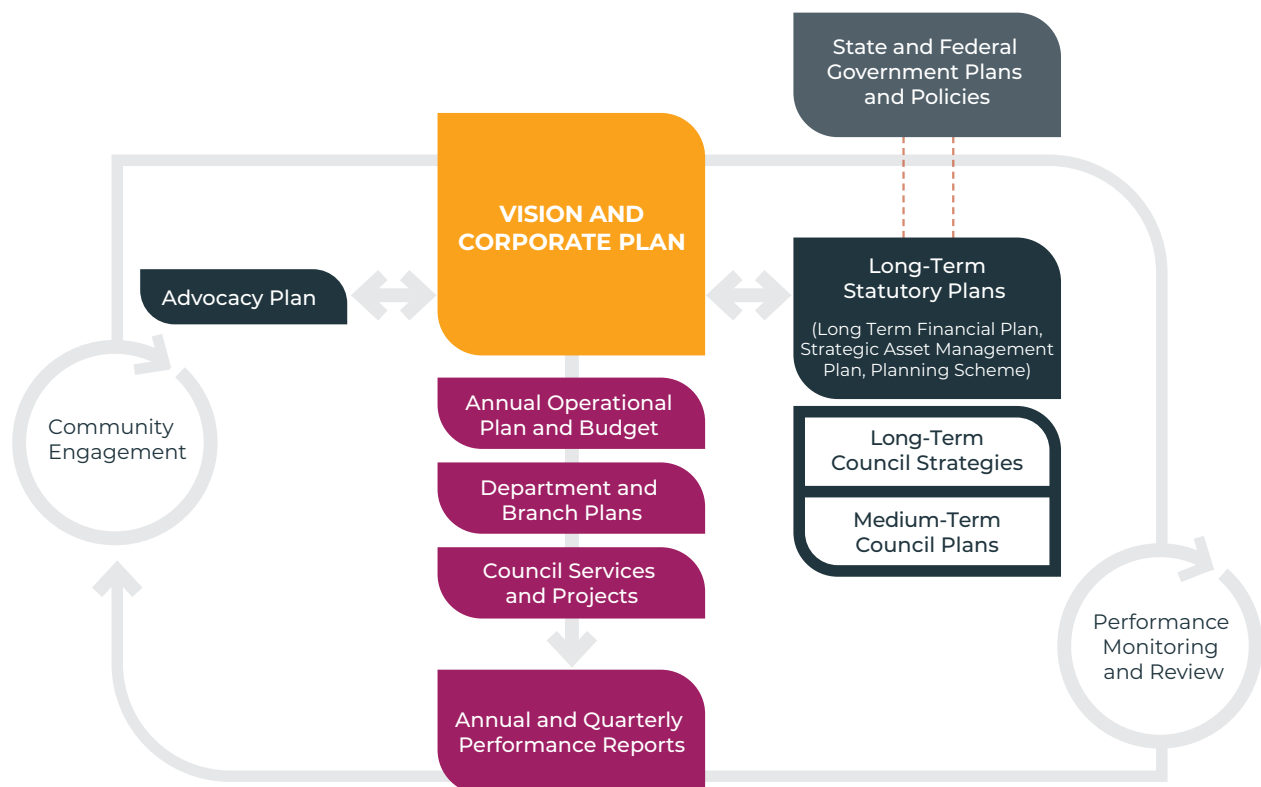 State and Federal
Government Plans
and Policies
VISION AND
CORPORATE PLAN
Long-Term
Statutory Plans
(Long Term Financial Plan,
Strategic Asset Management
Plan, Planning Scheme)
Advocacy Plan
Annual Operational
Plan and Budget
Long-Term
Council Strategies
Community
Engagement
Department and
Branch Plans
Medium-Term
Council Plans
Council Services
and Projects
Performance
Monitoring
and Review
Annual and Quarterly
Performance Reports